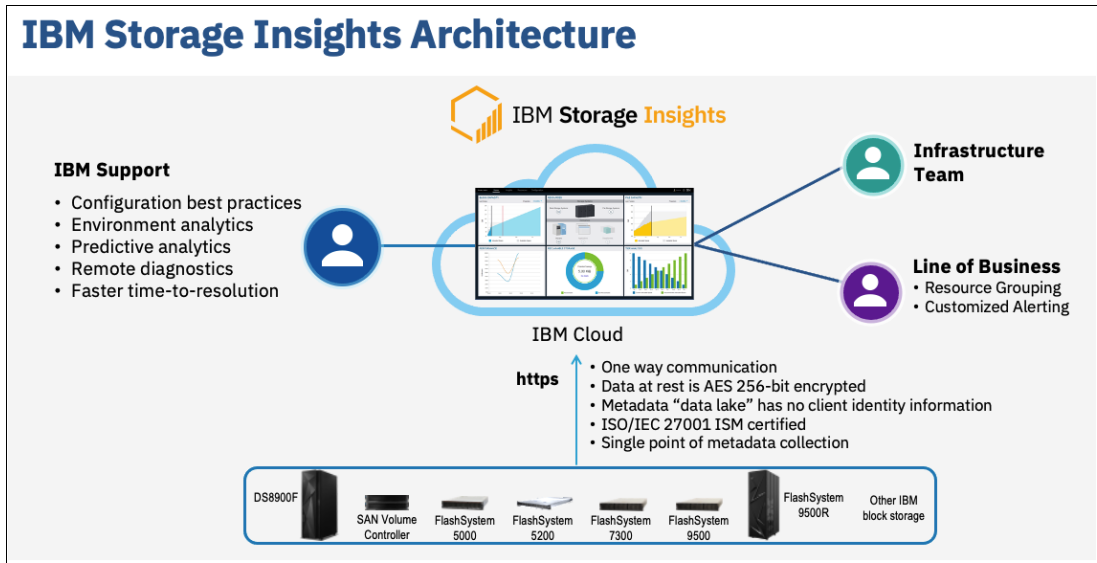 IBM Storage Insights Architecture
IBM Storage Insights
IBM Support
• Configuration best practices
• Environment analytics
• Predictive analytics
• Remote diagnostics
• Faster time-to-resolution
Infrastructure
Team
Line of Business
• Resource Grouping
• Customized Alerting
IBM Cloud
https
• One way communication
• Data at rest is AES 256-bit encrypted
• Metadata “data lake” has no client identity information
• ISO/IEC 27001 ISM certified
• Single point of metadata collection
DS8900F
SAN Volume
Controller
FlashSystem
5000
FlashSystem
5200
FlashSystem
7300
FlashSystem
9500
FlashSystem
9500R
Other IBM
block storage